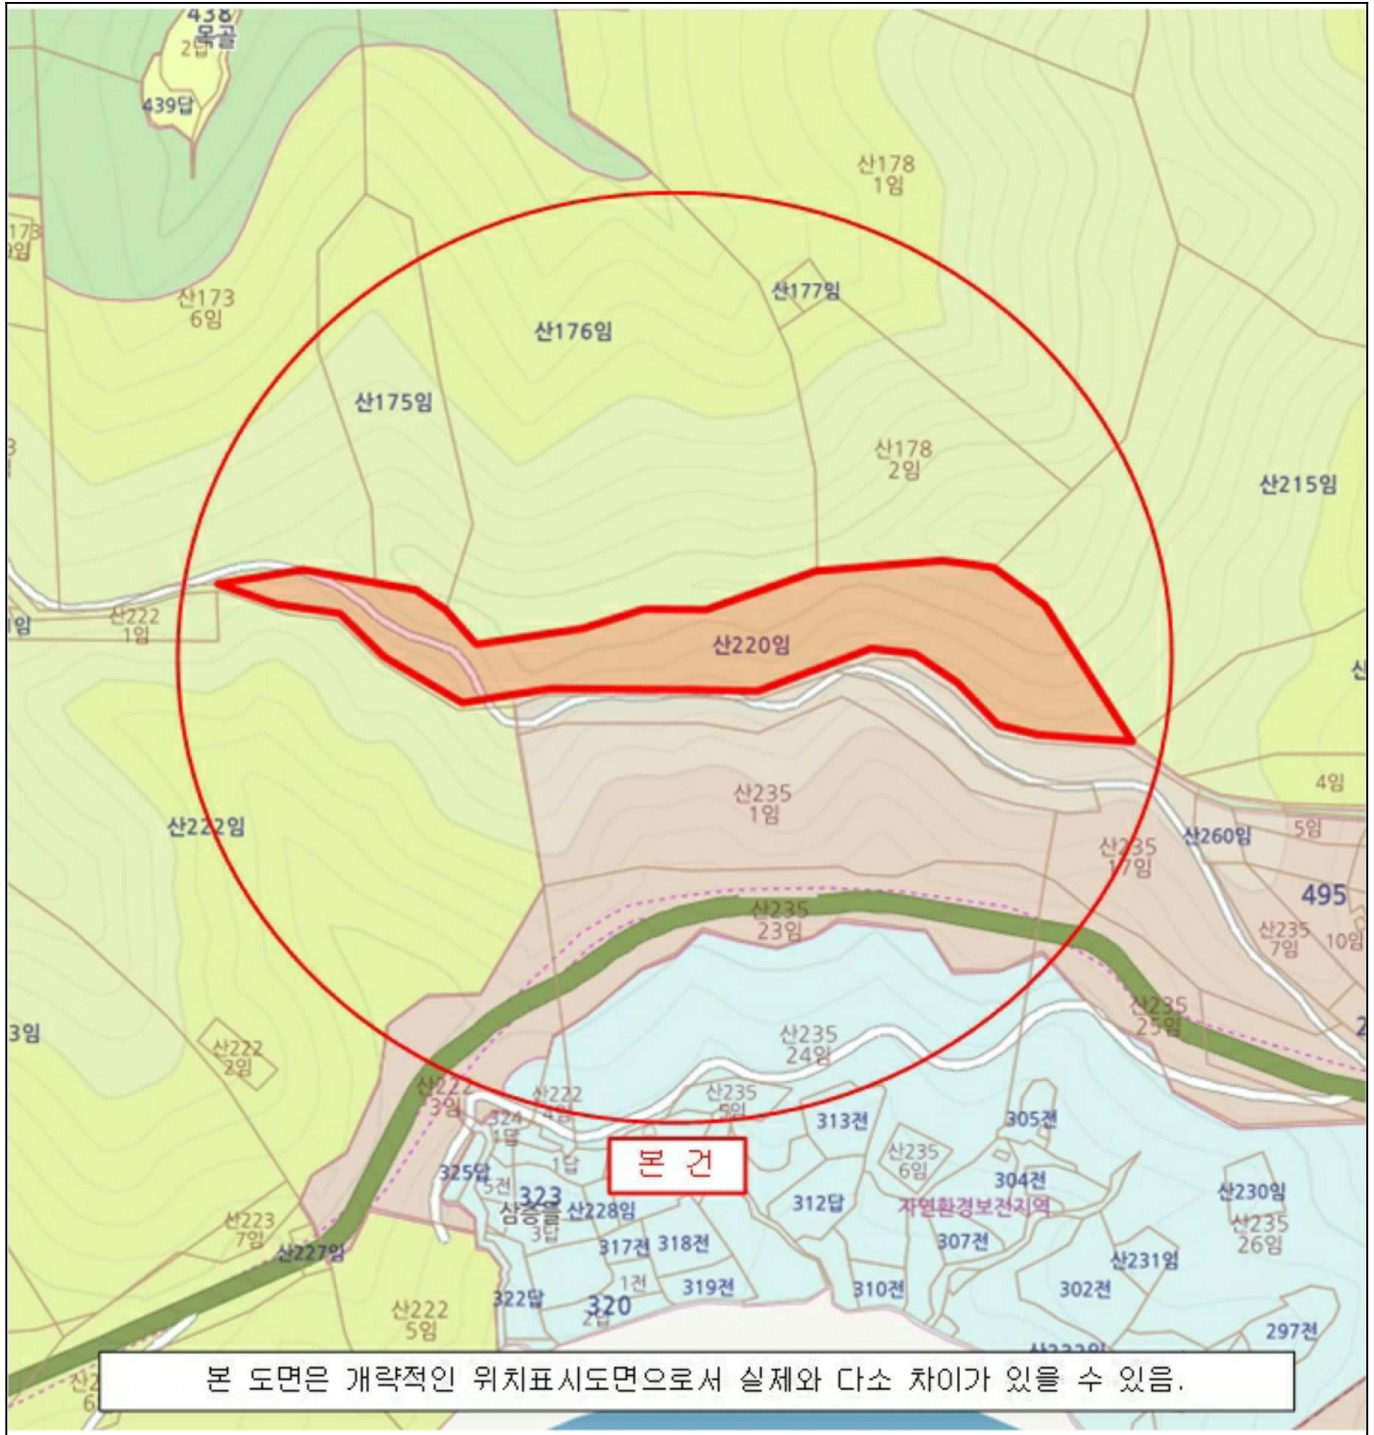 438
목골
2답
439답
산178
1임
173
산173
6임
산177임
산176임
산175임
산178
2임
산215임
산222
1임
1임
산220임
산235
1임
4임
산222임
산260임
5임
산235
17임
495
산235
23임
산235
7임
10임
3임
산235
25임
산235
24임
산222
2임
산222
3임
산222
4임
산235
5임
324
1답
313전
305전
본 건
1답
산235
6임
325답
5전
323
304전
산230임
312답
산228임
자연환경보전지역
3답
산223
7임
산235
26임
산227임
317전
318전
307전
산231임
1전
319전
310전
302전
322답
320
2답
산222
5임
297전
본 도면은 개략적인 위치표시도면으로서 실제와 다소 차이가 있을 수 있음.